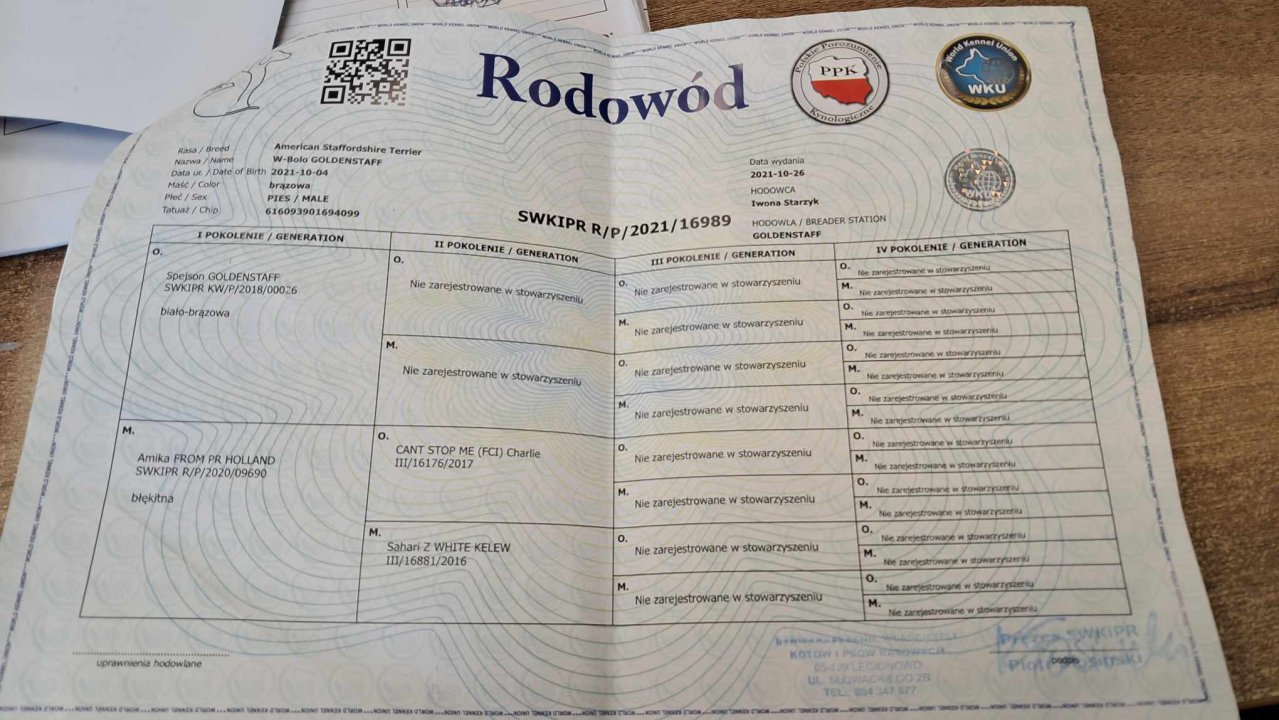 Rodowód
Polskie Porozumienie
PPK
Kynologiczne
World Kennel Union
WKU
Rasa / Breed American Staffordshire Terrier
Nazwa / Name W-Bolo GOLDENSTAFF
Data ur. / Date of Birth 2021-10-04
Maść / Color brązowa
Płeć / Sex PIES / MALE
Tatuaż / Chip 616093901694099
Data wydania
2021-10-26
HODOWCA
Iwona Starzyk
HODOWLA / BREADER STATION
GOLDENSTAFF
World Kennel Union
WKU
SWKIPR R/P/2021/16989
I POKOLENIE / GENERATION
O.
Spejson GOLDENSTAFF
SWKIPR KW/P/2018/00026
biało-brązowa
M.
Amika FROM PR HOLLAND
SWKIPR R/P/2020/09690
błękitna
II POKOLENIE / GENERATION
O.
Nie zarejestrowane w stowarzyszeniu
M.
Nie zarejestrowane w stowarzyszeniu
O.
CANT STOP ME (FCI) Charlie
III/16176/2017
M.
Sahari Z WHITE KELEW
III/16881/2016
III POKOLENIE / GENERATION
O.
Nie zarejestrowane w stowarzyszeniu
M.
Nie zarejestrowane w stowarzyszeniu
O.
Nie zarejestrowane w stowarzyszeniu
M.
Nie zarejestrowane w stowarzyszeniu
O.
Nie zarejestrowane w stowarzyszeniu
M.
Nie zarejestrowane w stowarzyszeniu
O.
Nie zarejestrowane w stowarzyszeniu
M.
Nie zarejestrowane w stowarzyszeniu
IV POKOLENIE / GENERATION
O. Nie zarejestrowane w stowarzyszeniu
M. Nie zarejestrowane w stowarzyszeniu
O. Nie zarejestrowane w stowarzyszeniu
M. Nie zarejestrowane w stowarzyszeniu
O. Nie zarejestrowane w stowarzyszeniu
M. Nie zarejestrowane w stowarzyszeniu
O. Nie zarejestrowane w stowarzyszeniu
M. Nie zarejestrowane w stowarzyszeniu
O. Nie zarejestrowane w stowarzyszeniu
M. Nie zarejestrowane w stowarzyszeniu
O. Nie zarejestrowane w stowarzyszeniu
M. Nie zarejestrowane w stowarzyszeniu
O. Nie zarejestrowane w stowarzyszeniu
M. Nie zarejestrowane w stowarzyszeniu
O. Nie zarejestrowane w stowarzyszeniu
M. Nie zarejestrowane w stowarzyszeniu
uprawnienia hodowlane
KOTÓW I PSÓW RASOWYCH
05-420 LEGIONOWO
UL. SŁOWACKIEGO 2B
Prezes SWKIPR
podpis
Piotr